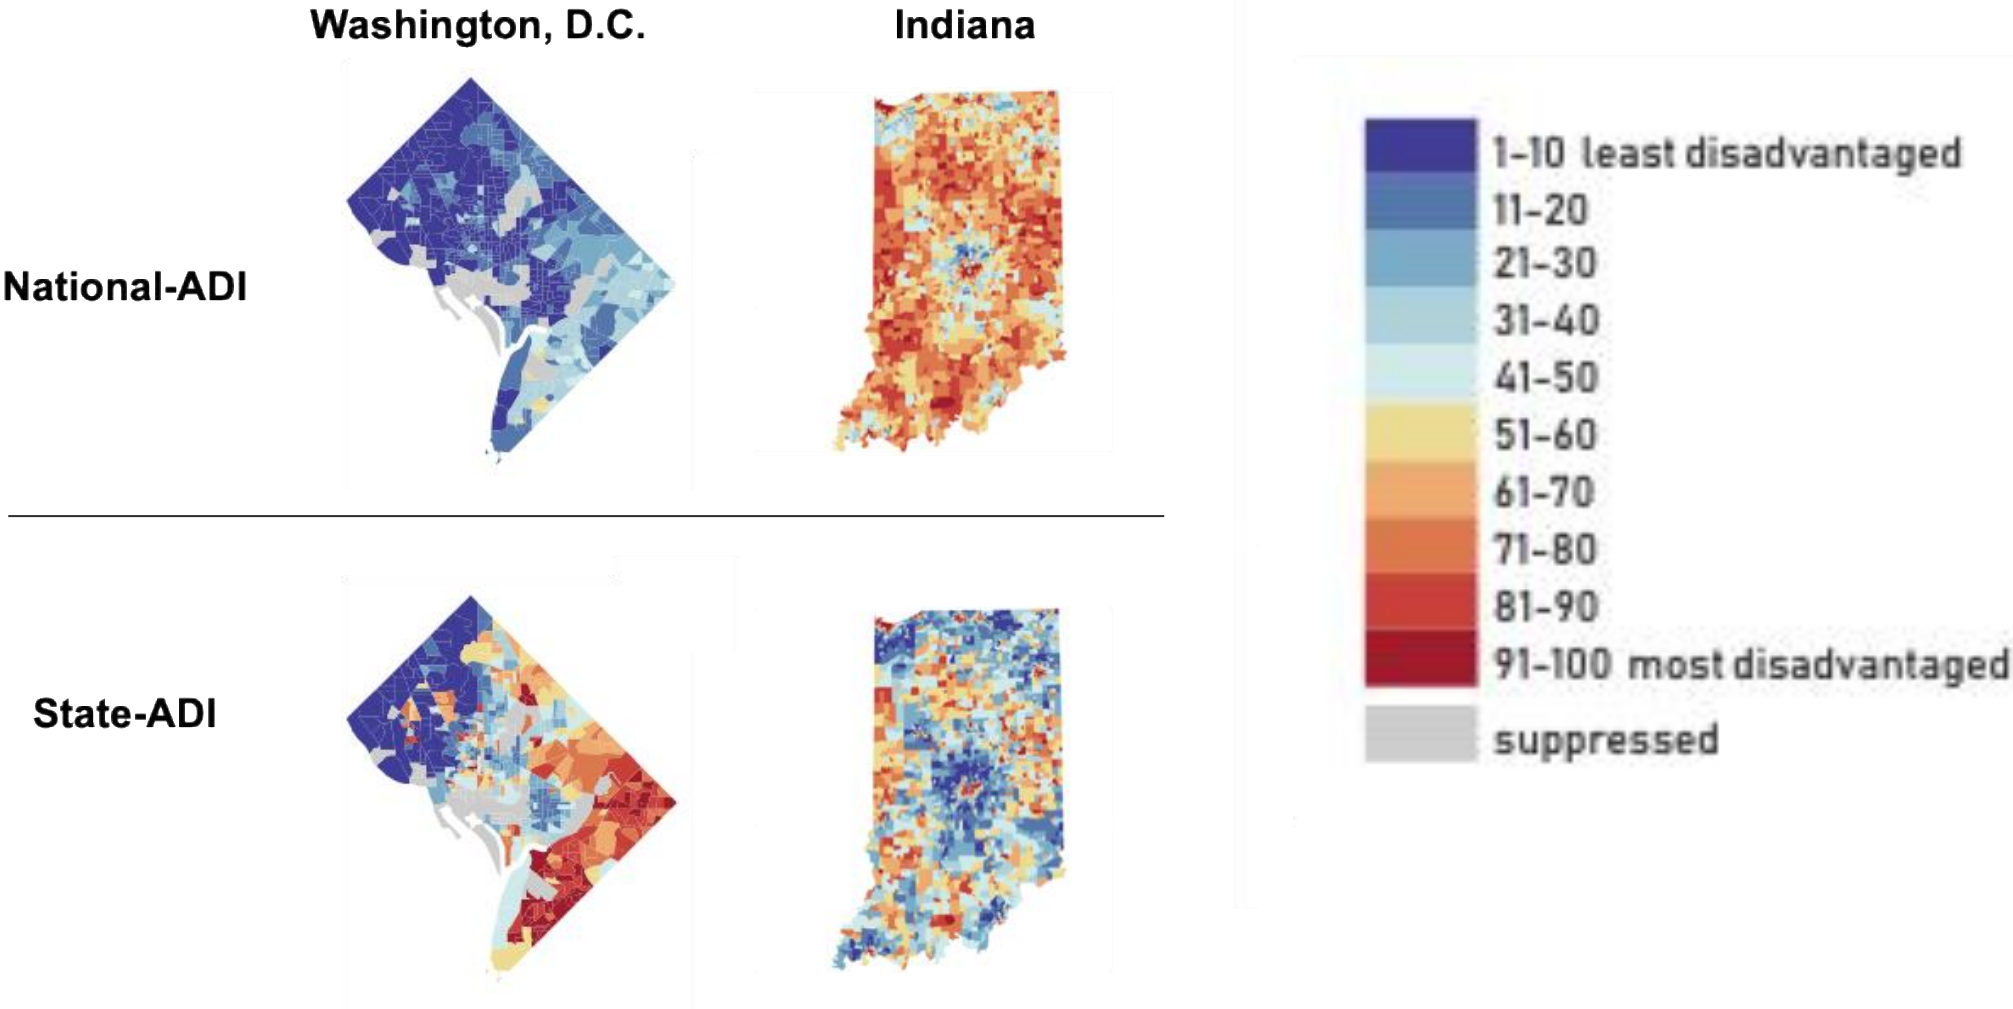 Washington, D.C.
Indiana
National-ADI
State-ADI
1-10 least disadvantaged
11-20
21-30
31-40
41-50
51-60
61-70
71-80
81-90
91-100 most disadvantaged
suppressed